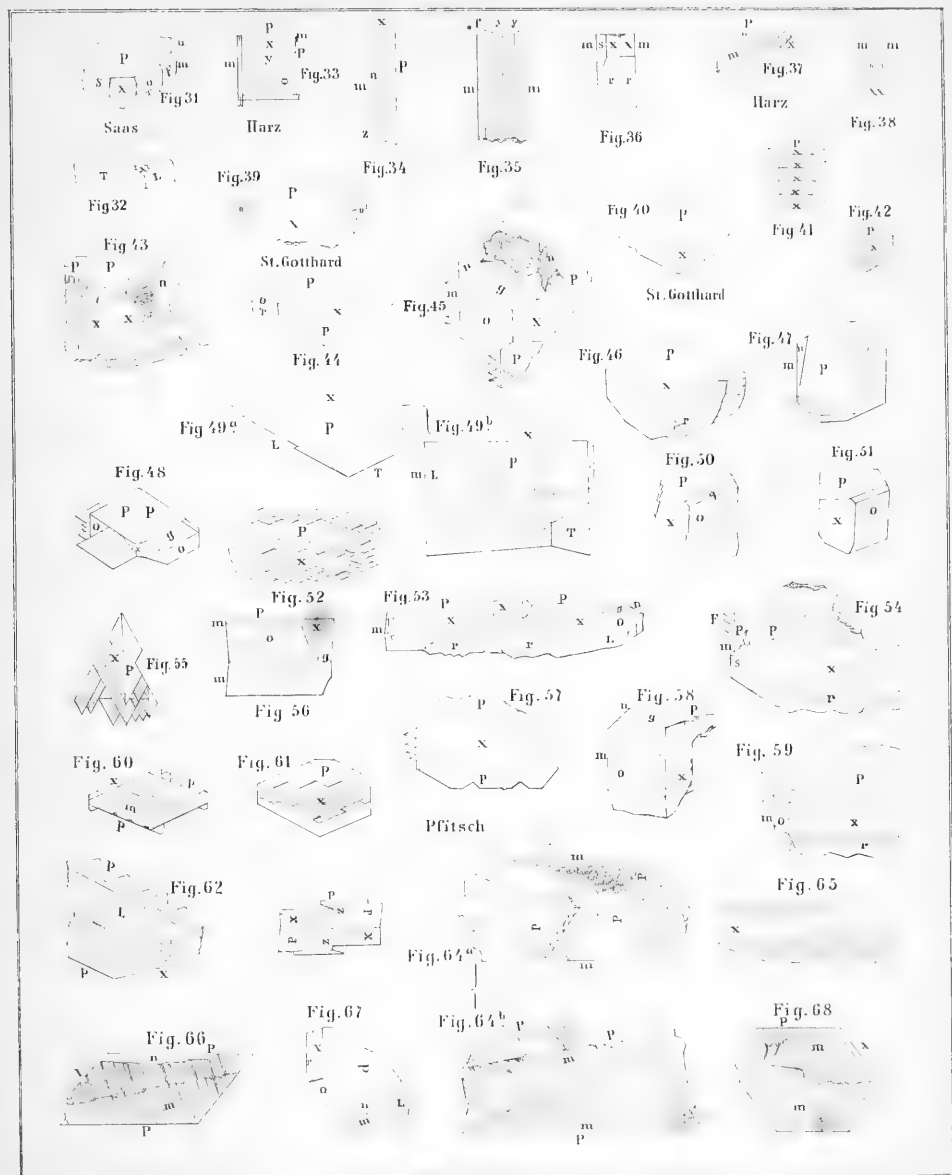 P
S
X
o
n
m
Fig 31
Saas
P
X
y
m
m
P
o
Fig.33
Harz
X
P
n
m
z
Fig.34
m
m
Fig.35
m s x x m
r r
Fig.36
P
m
x
Fig.37
Harz
m m
Fig.38
T
x
L
Fig 32
Fig.39
P
St.Gotthard
Fig 40
P
x
St.Gotthard
P
x
x
x
x
x
Fig 41
Fig.42
P
x
Fig 43
P P
S
n
x x
P
o
T
x
P
Fig.44
Fig.45
n
m
g
n
P
o
x
P
Fig.46
P
x
r
Fig.47
m
P
Fig 49a
x
P
L
T
Fig.49b
x
P
m L
T
Fig.48
P P
o
g
x
o
Fig.50
P
g
x
o
Fig.51
P
x
o
P
x
Fig.52
Fig.53
P
x
P
m
x
x
o
r
r
L
Fig 54
P
P
P
m
s
x
r
x
P
Fig.55
m
P
o
x
g
m
Fig 56
Fig.57
P
x
P
Pfitsch
Fig.58
n
g
P
m
o
x
Fig. 59
P
m o
x
r
Fig.60
x
P
m
P
Fig.61
P
x
s
Fig.62
P
L
P
x
P
z
P
x
P
z
x
m
P
P
P
m
Fig.64a
Fig.65
x
Fig.66
n
P
m
P
Fig.67
x
P
o
n
L
m
Fig.64b
P
P
m
m
P
Fig.68
P
m
x
m